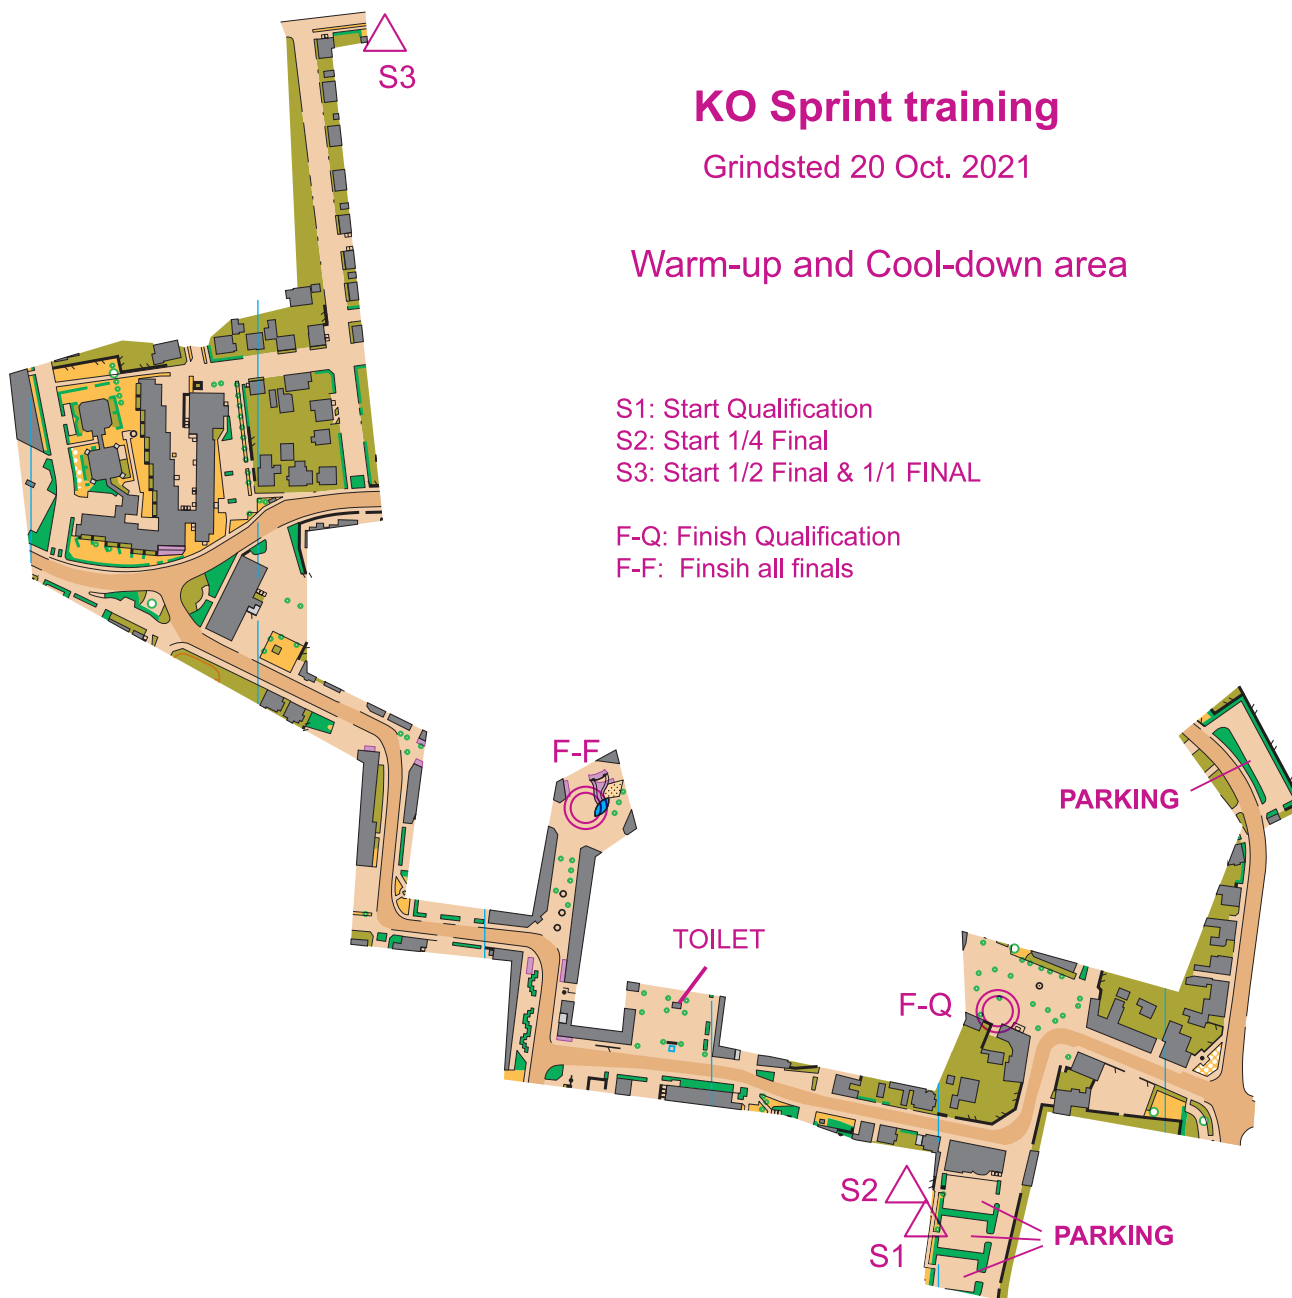 S3
KO Sprint training
Grindsted 20 Oct. 2021
Warm-up and Cool-down area
S1: Start Qualification
S2: Start 1/4 Final
S3: Start 1/2 Final & 1/1 FINAL
F-Q: Finish Qualification
F-F: Finsih all finals
F-F
PARKING
TOILET
F-Q
S2
S1
PARKING